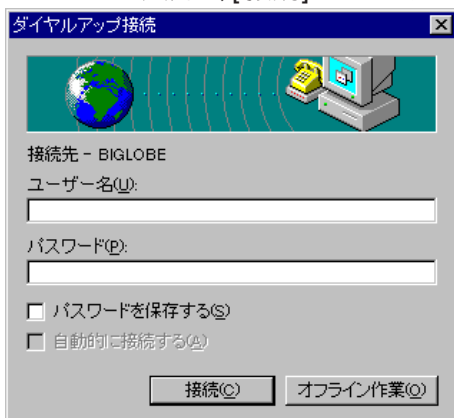 ダイヤルアップ接続
接続先 - BIGLOBE
ユーザー名(U):
パスワード(P):
パスワードを保存する(S)
自動的に接続する(A)
接続(C)
オフライン作業(O)